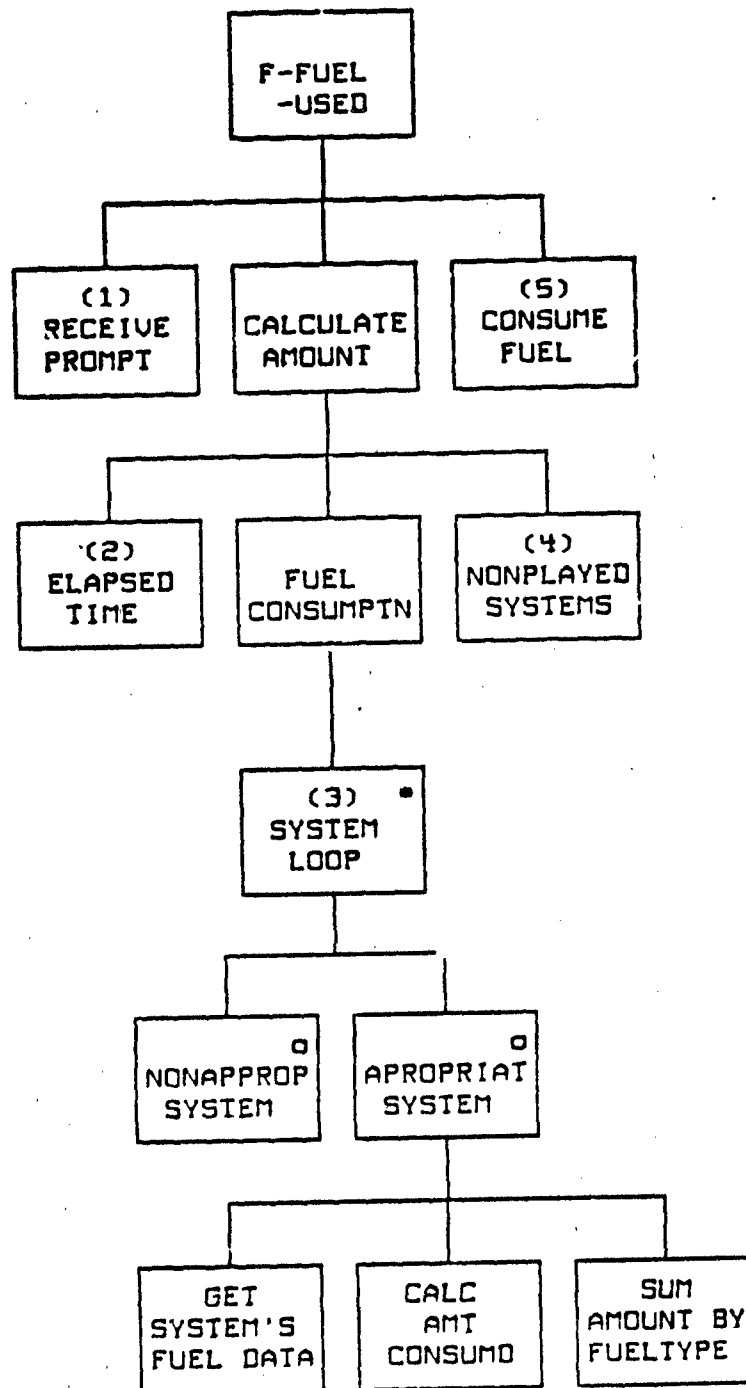 F-FUEL
-USED
(1)
RECEIVE
PROMPT
CALCULATE
AMOUNT
(5)
CONSUME
FUEL
(2)
ELAPSED
TIME
FUEL
CONSUMPTN
(4)
NONPLAYED
SYSTEMS
(3)
SYSTEM
LOOP
NONAPPROP
SYSTEM
APROPRIAT
SYSTEM
GET
SYSTEM'S
FUEL DATA
CALC
AMT
CONSUMD
SUM
AMOUNT BY
FUELTYPE